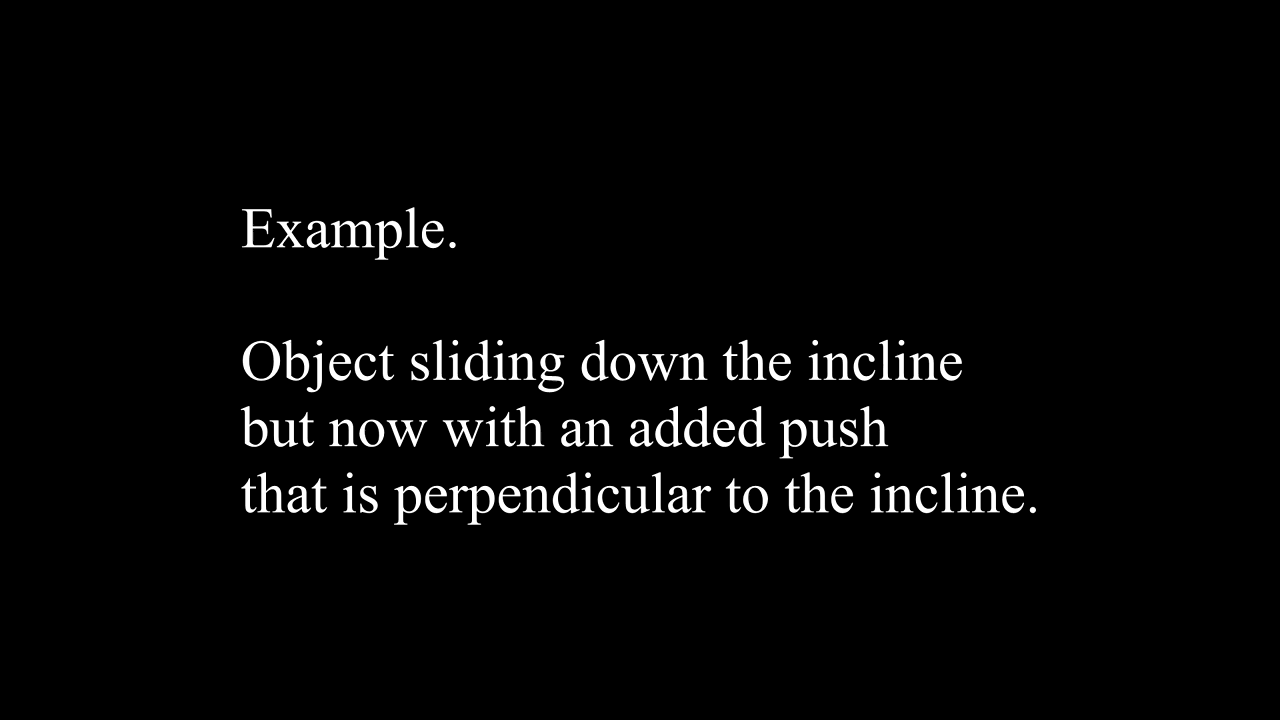 Example.
Object sliding down the incline
but now with an added push
that is perpendicular to the incline.